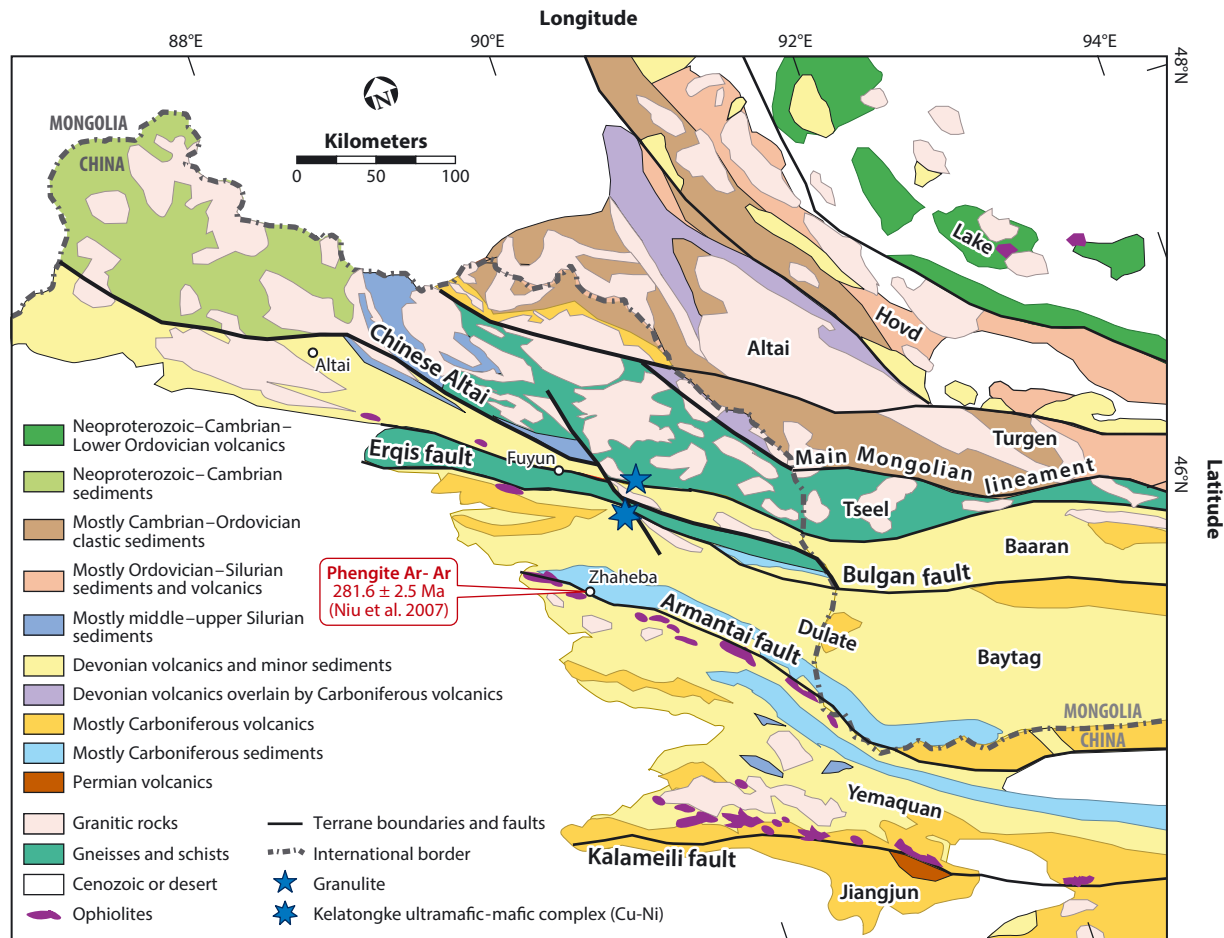 Longitude
88°E
90°E
92°E
94°E
48°N
46°N
Latitude
N
Kilometers
0
50
100
MONGOLIA
CHINA
Lake
Hovd
Altai
Chinese Altai
Altai
Turgen
Main Mongolian lineament
Erqis fault
Fuyun
Tseel
Baaran
Bulgan fault
Phengite Ar- Ar
281.6 ± 2.5 Ma
(Niu et al. 2007)
Zhaheba
Armantai fault
Dulate
Baytag
MONGOLIA
CHINA
Yemaquan
Kalameili fault
Jiangjun
Neoproterozoic–Cambrian–
Lower Ordovician volcanics
Neoproterozoic–Cambrian
sediments
Mostly Cambrian–Ordovician
clastic sediments
Mostly Ordovician–Silurian
sediments and volcanics
Mostly middle–upper Silurian
sediments
Devonian volcanics and minor sediments
Devonian volcanics overlain by Carboniferous volcanics
Mostly Carboniferous volcanics
Mostly Carboniferous sediments
Permian volcanics
Granitic rocks
Gneisses and schists
Cenozoic or desert
Ophiolites
Terrane boundaries and faults
International border
Granulite
Kelatongke ultramafic-mafic complex (Cu-Ni)